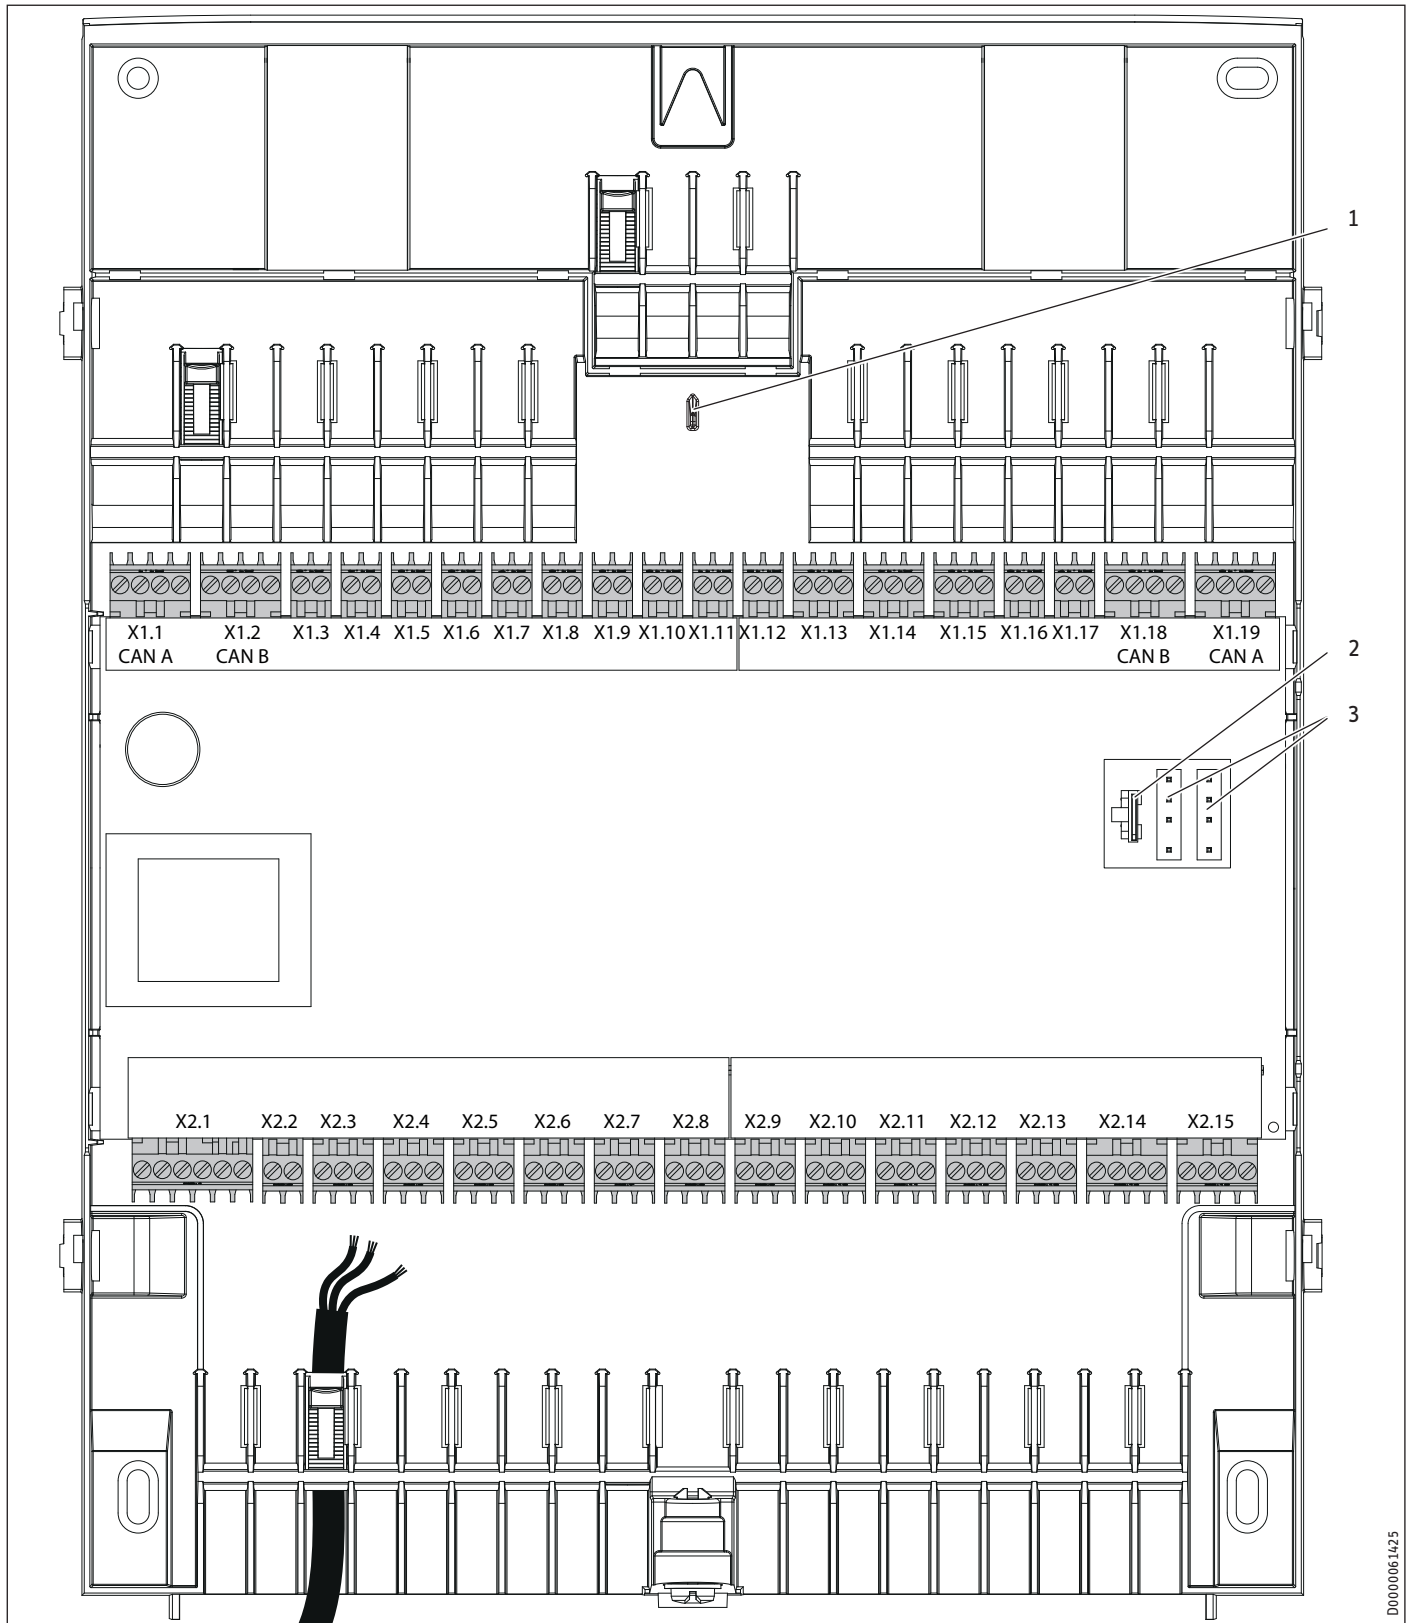 1
X1.1 X1.2 X1.3 X1.4 X1.5 X1.6 X1.7 X1.8 X1.9 X1.10 X1.11 X1.12 X1.13 X1.14 X1.15 X1.16 X1.17 X1.18 X1.19
CAN A CAN B CAN B CAN A
2
3
X2.1 X2.2 X2.3 X2.4 X2.5 X2.6 X2.7 X2.8 X2.9 X2.10 X2.11 X2.12 X2.13 X2.14 X2.15
D0000061425